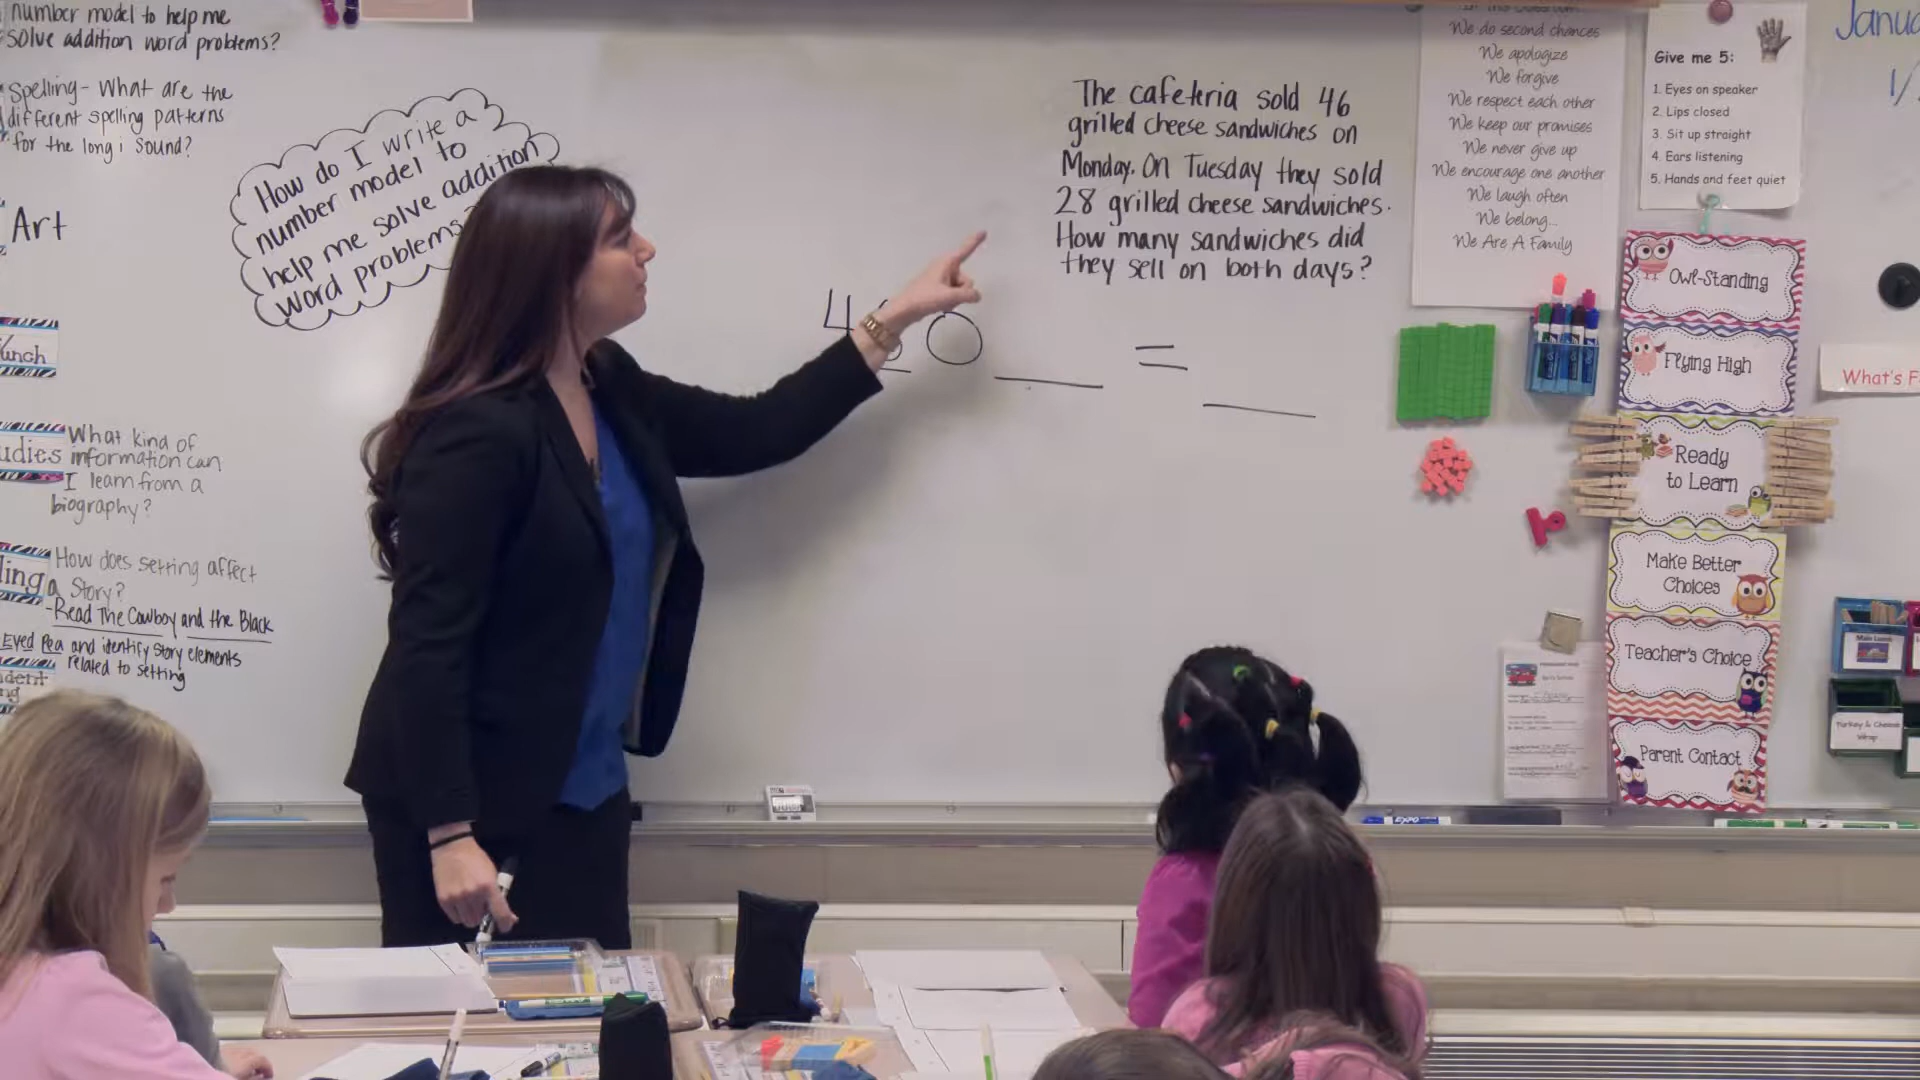 number model to help me
solve addition word problems?
Spelling - What are the
different spelling patterns
for the long i sound?
Art
What kind of
information can
I learn from a
biography?
How does setting affect
a story?
- Read The Cowboy and the Black
Eyed Pea and identify story elements
related to setting
How do I write a
number model to
help me solve addition
word problems
The cafeteria sold 46
grilled cheese sandwiches on
Monday. On Tuesday they sold
28 grilled cheese sandwiches.
How many sandwiches did
they sell on both days?
4
=
We do second chances
We apologize
We forgive
We respect each other
We keep our promises
We never give up
We encourage one another
We laugh often
We belong...
We Are A Family
Give me 5:
1. Eyes on speaker
2. Lips closed
3. Sit up straight
4. Ears listening
5. Hands and feet quiet
Owl-Standing
Flying High
Ready
to Learn
Make Better
Choices
Teacher's Choice
Parent Contact
What's F
Turkey & Cheese
Wrap
EXPO